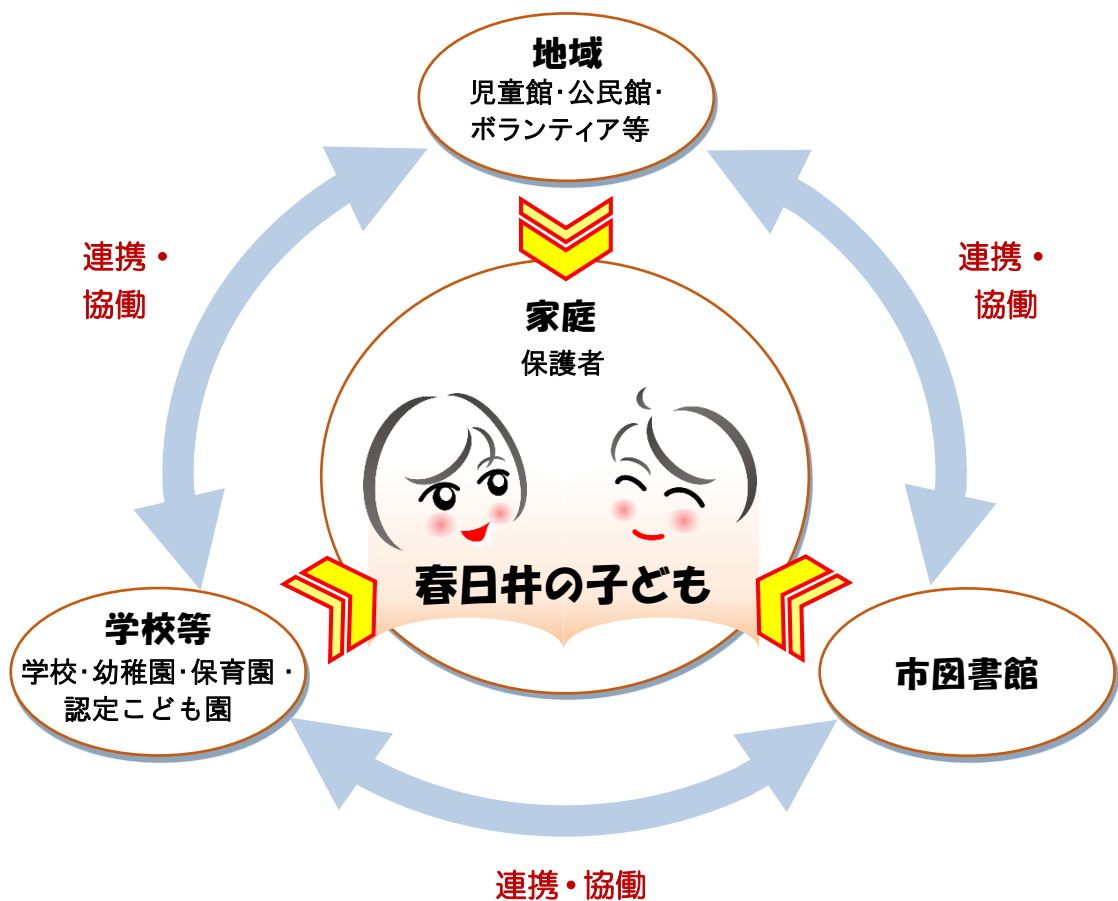 地域
児童館・公民館・
ボランティア等
連携・
協働
連携・
協働
家庭
保護者
春日井の子ども
学校等
学校・幼稚園・保育園・
認定こども園
市図書館
連携・協働